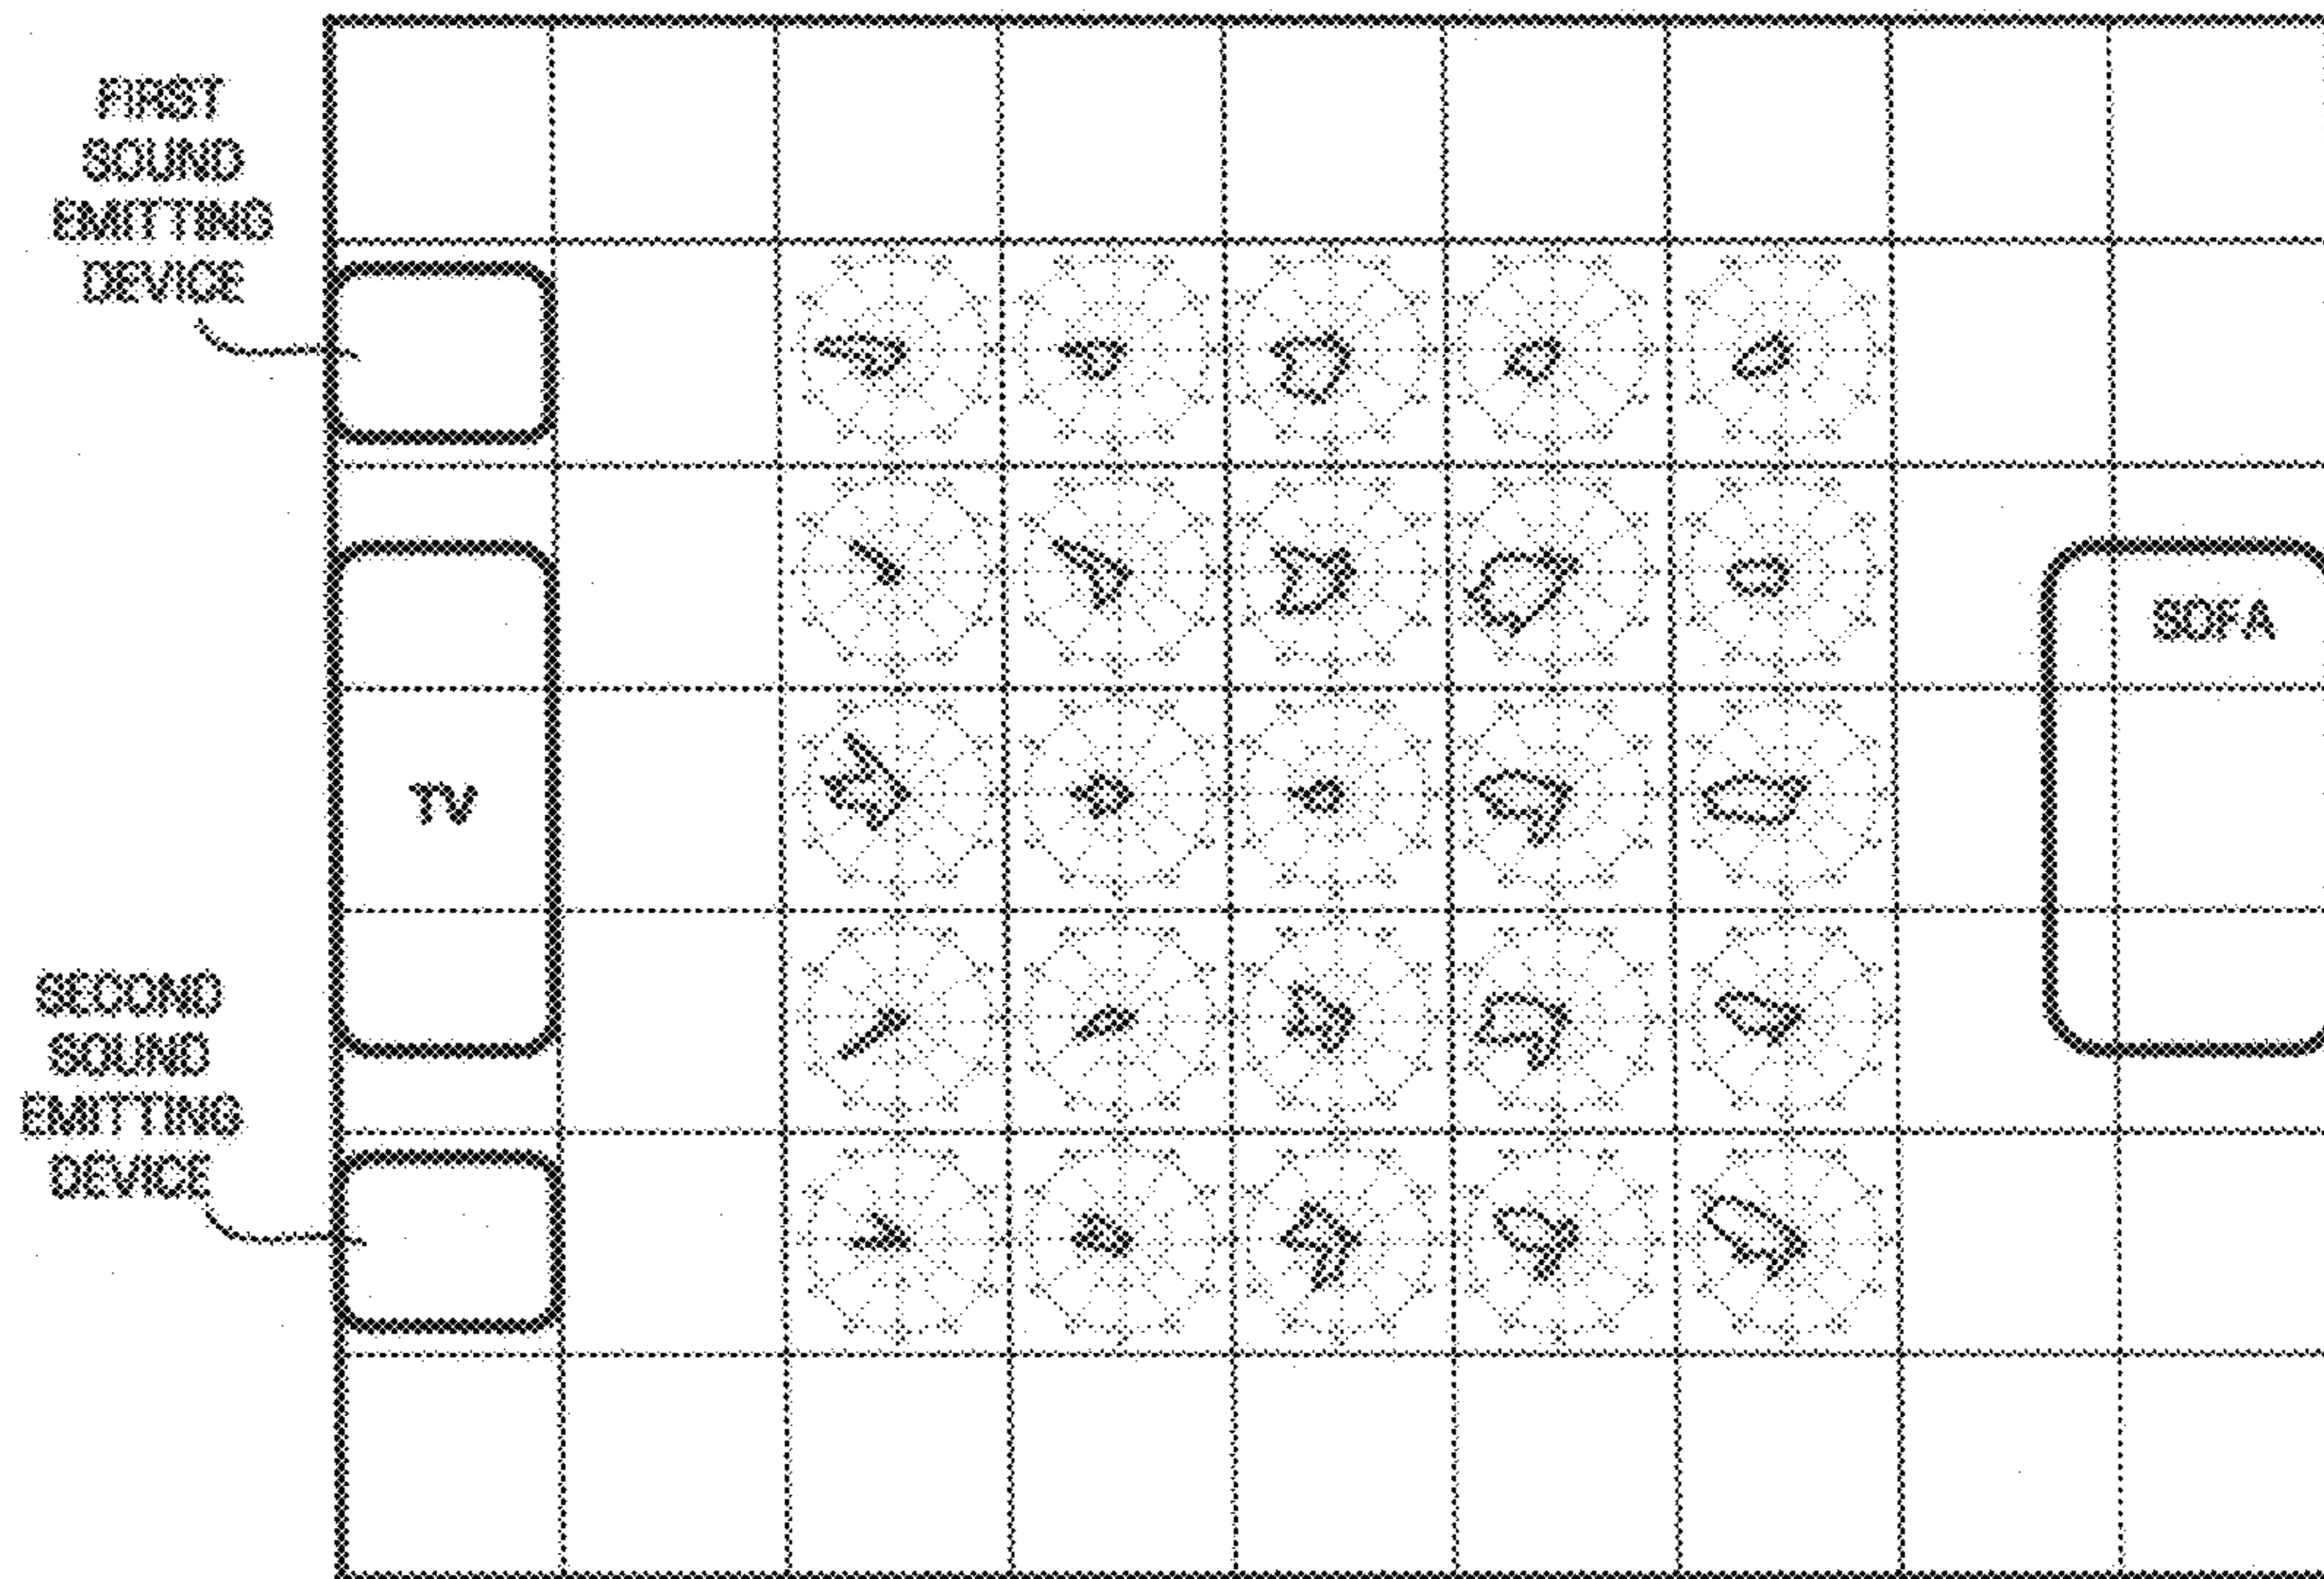 FIRST
SOUND
EMITTING
DEVICE
SOFA
TV
SECOND
SOUND
EMITTING
DEVICE